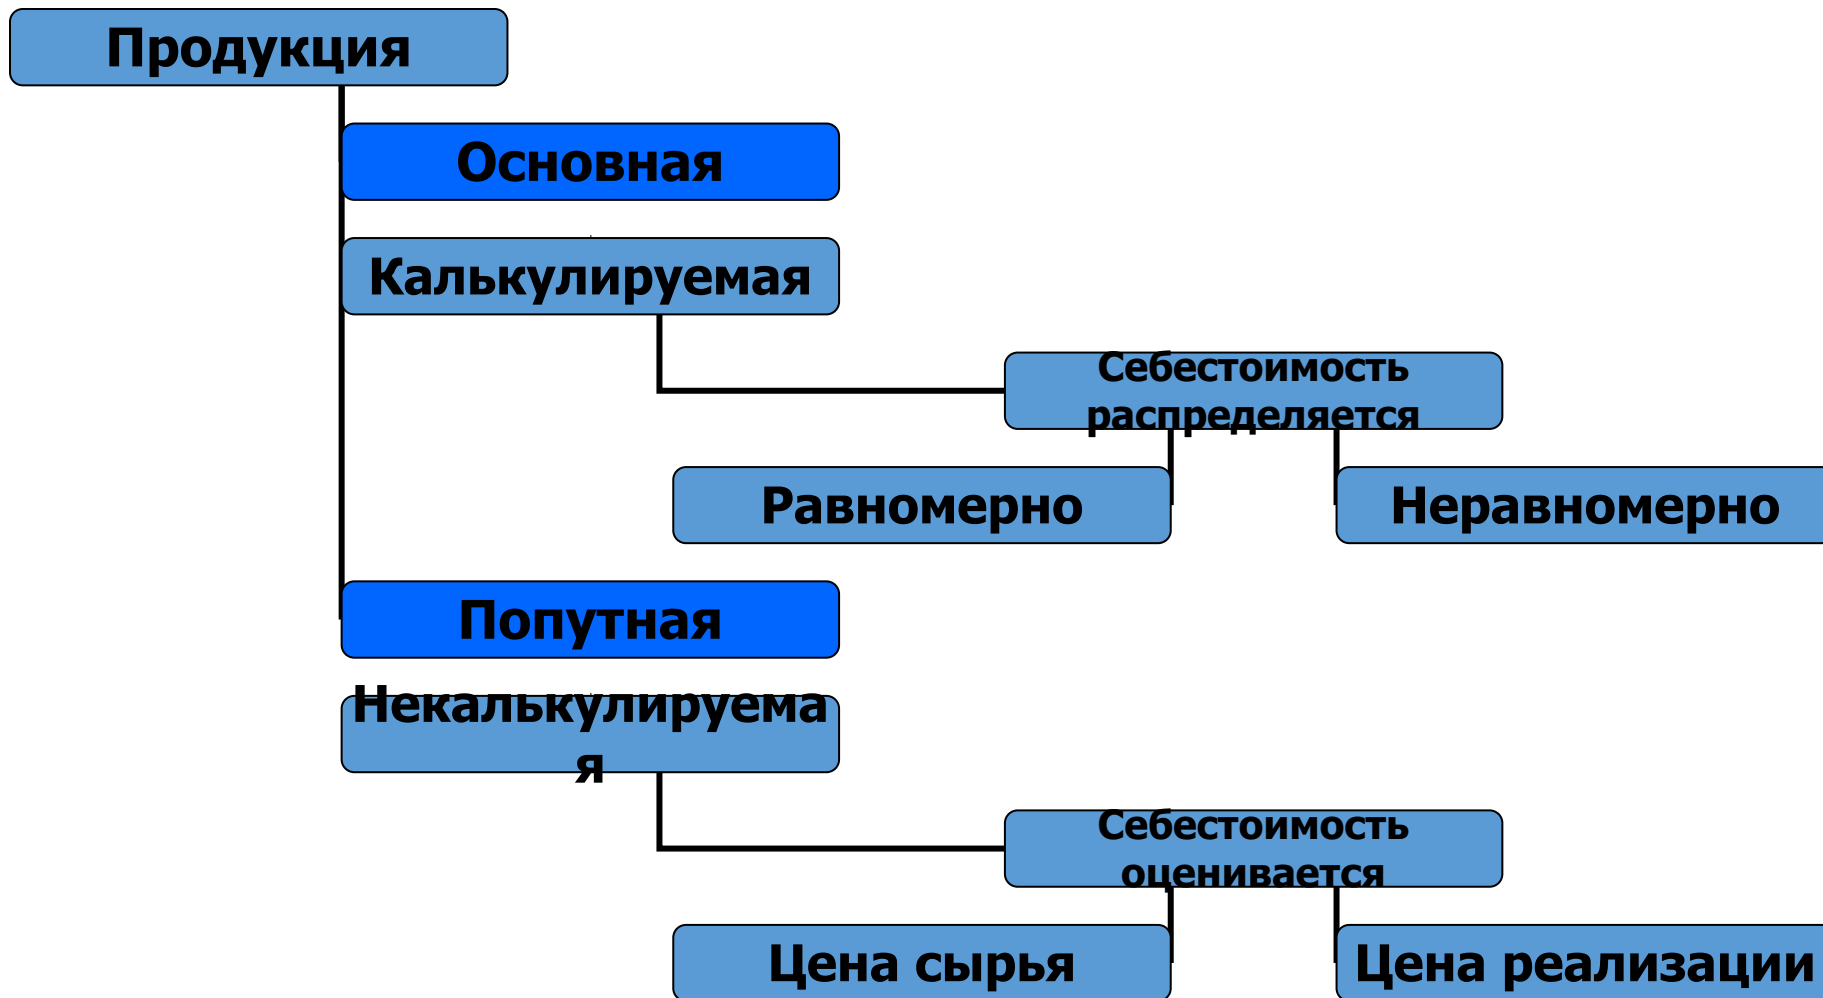 Продукция
Основная
Калькулируемая
Себестоимость
распределяется
Равномерно
Неравномерно
Попутная
Некалькулируема
я
Себестоимость
оценивается
Цена сырья
Цена реализации